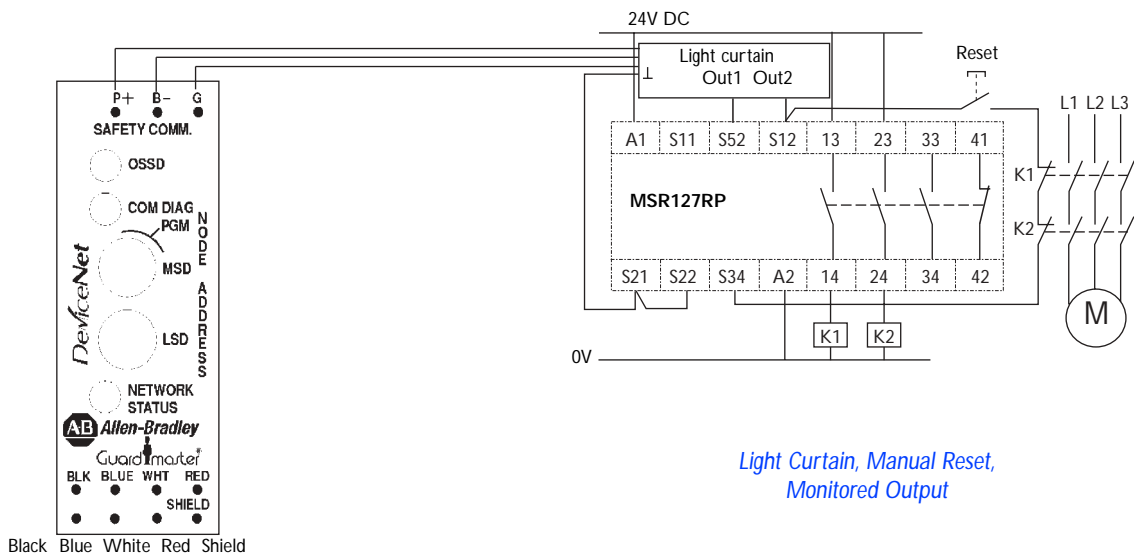 24V DC
Light curtain
⊥
Out1 Out2
Reset
L1 L2 L3
P+ B- G
SAFETY COMM.
OSSD
COM DIAG
PGM
MSD
LSD
NODE ADDRESS
DeviceNet
NETWORK
STATUS
AB Allen-Bradley
Guardmaster®
BLK BLUE WHT RED
SHIELD
Black Blue White Red Shield
A1 S11 S52 S12 13 23 33 41
MSR127RP
S21 S22 S34 A2 14 24 34 42
K1
K2
K1 K2
M
0V
Light Curtain, Manual Reset,
Monitored Output